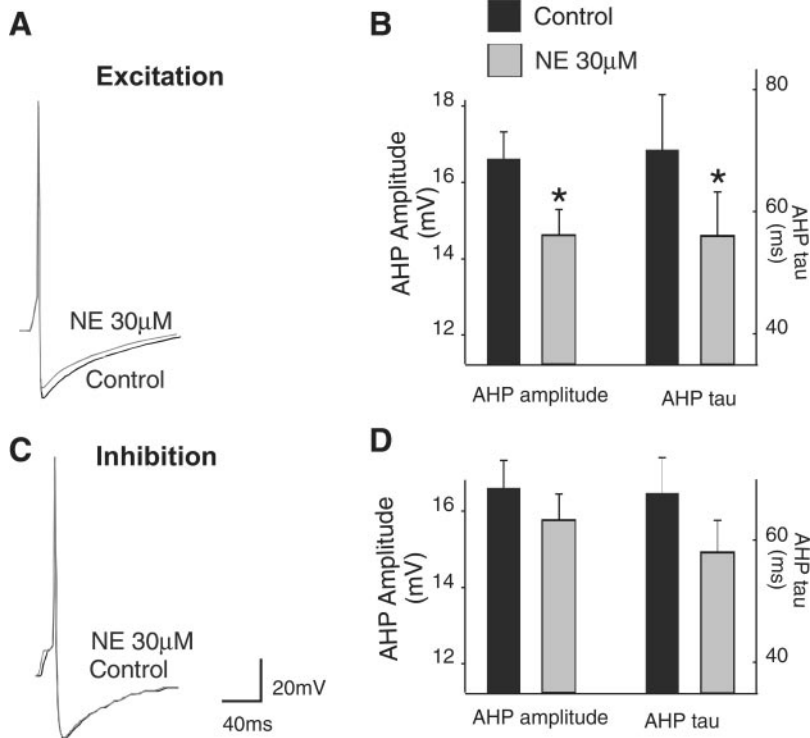 A
Excitation
NE 30μM
Control
B
Control
NE 30μM
18
16
14
12
AHP Amplitude
(mV)
*
*
80
60
40
AHP tau
(ms)
AHP amplitude
AHP tau
C
Inhibition
NE 30μM
Control
20mV
40ms
D
16
14
12
AHP Amplitude
(mV)
60
40
AHP tau
(ms)
AHP amplitude
AHP tau